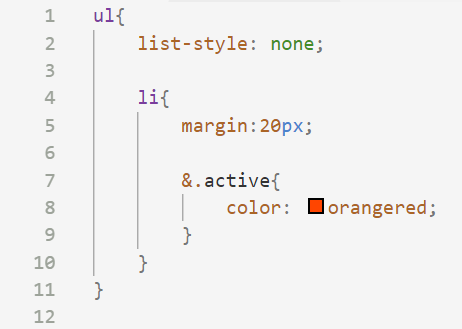 1 ul{
2 list-style: none;
3
4 li{
5 margin:20px;
6
7 &.active{
8 color: orangered;
9 }
10 }
11 }
12